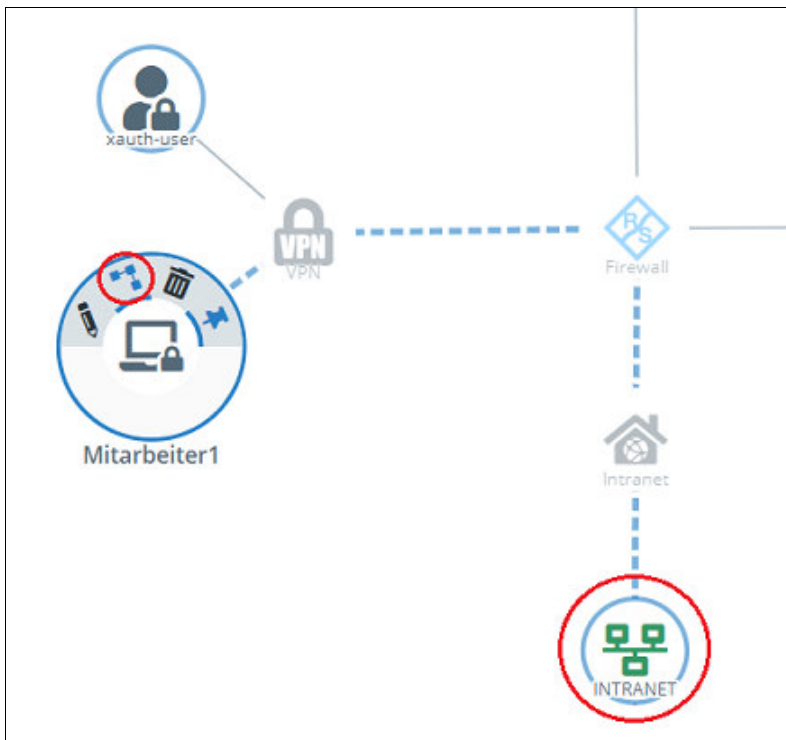 xauth-user
VPN
VPN
R/S
Firewall
Mitarbeiter1
Intranet
INTRANET